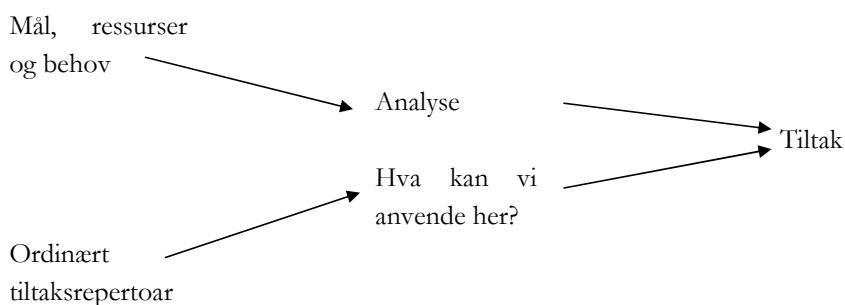 Mål, ressurser
og behov
Analyse
Tiltak
Hva kan vi
anvende her?
Ordinært
tiltaksrepertoar